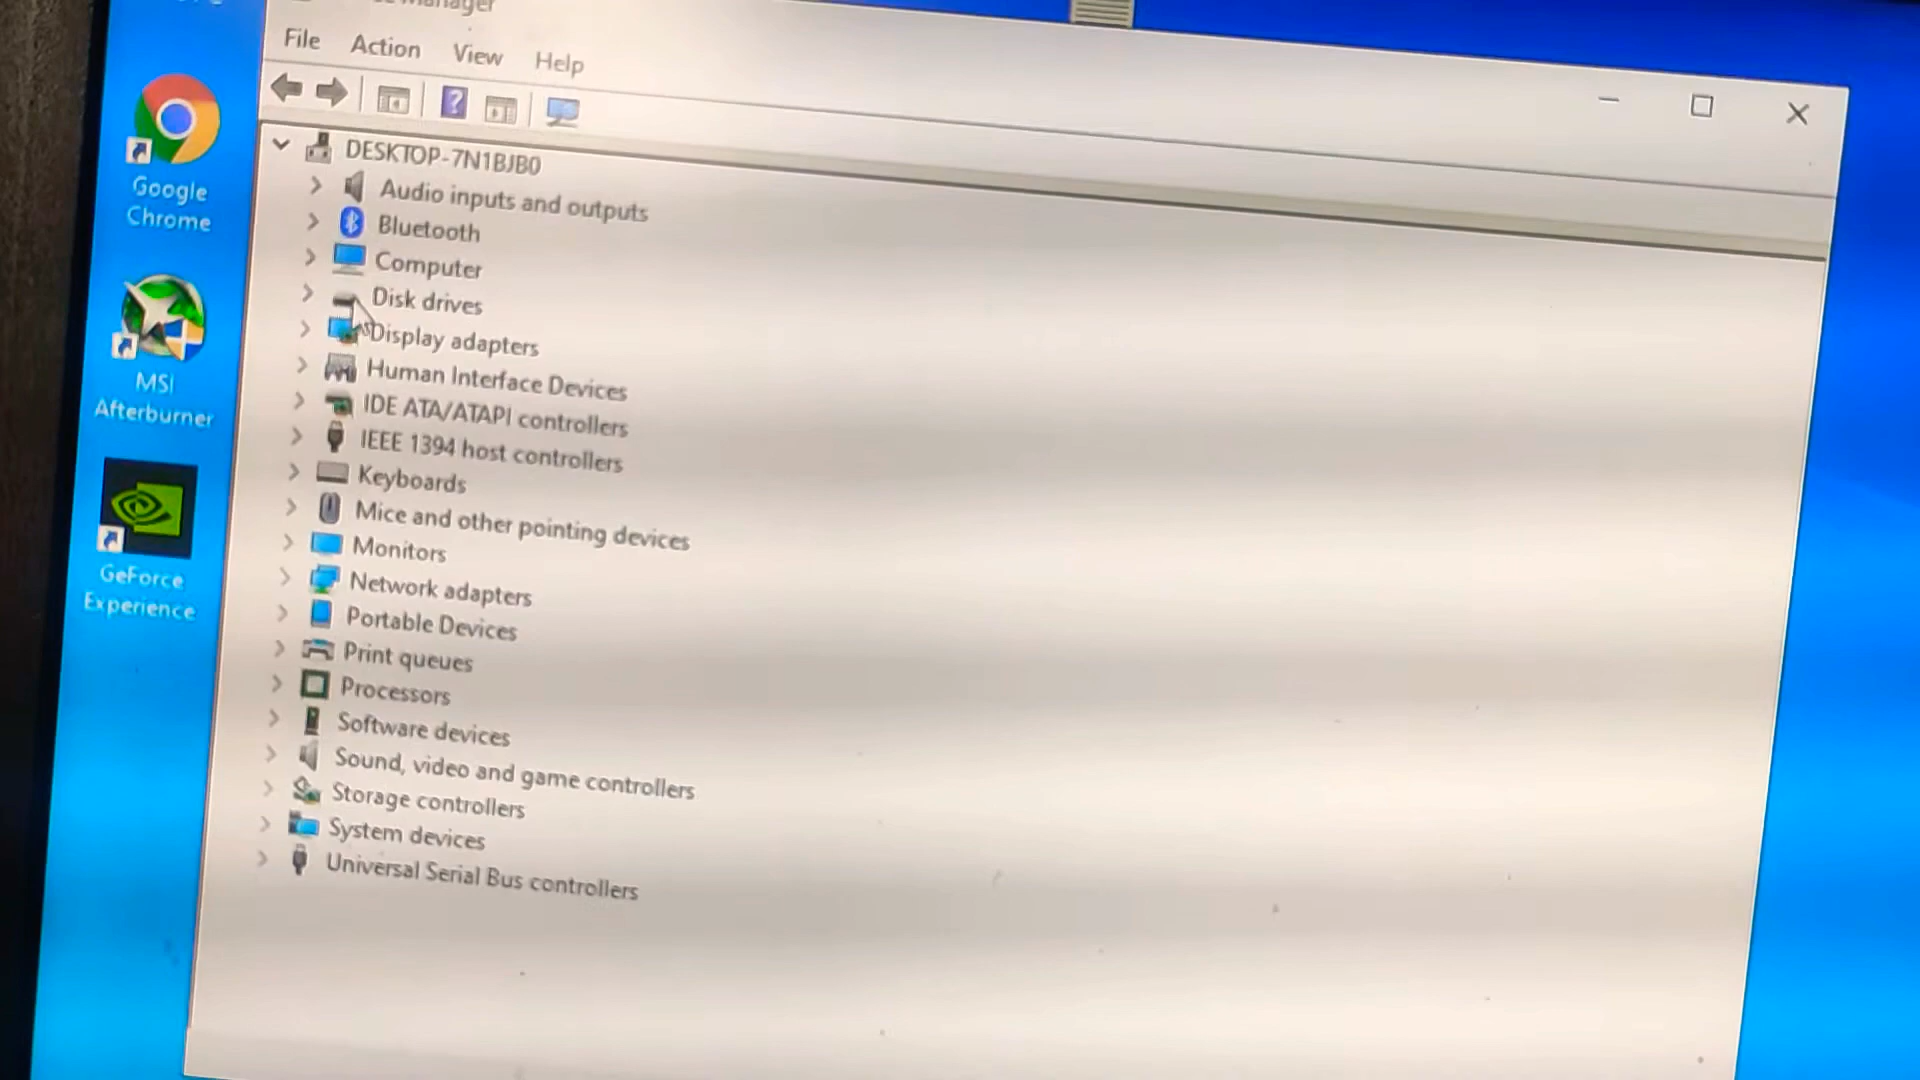 Manager
File Action View Help
DESKTOP-7N1BJB0
Audio inputs and outputs
Bluetooth
Computer
Disk drives
Display adapters
Human Interface Devices
IDE ATA/ATAPI controllers
IEEE 1394 host controllers
Keyboards
Mice and other pointing devices
Monitors
Network adapters
Portable Devices
Print queues
Processors
Software devices
Sound, video and game controllers
Storage controllers
System devices
Universal Serial Bus controllers
Google
Chrome
MSI
Afterburner
GeForce
Experience